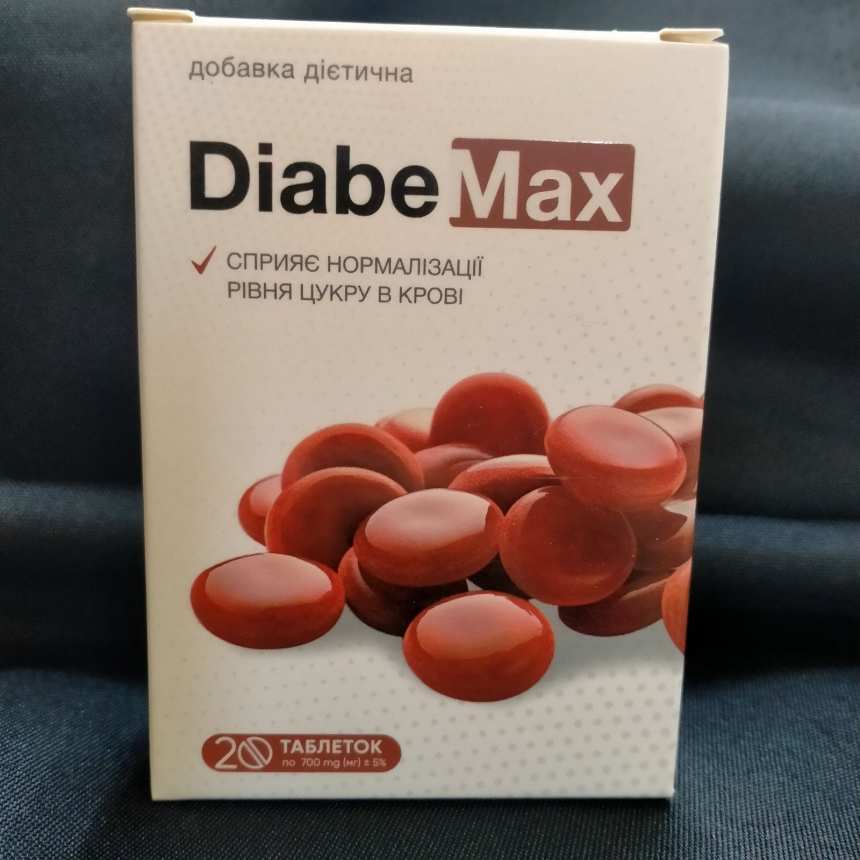 добавка дієтична
DiabeMax
СПРИЯЄ НОРМАЛІЗАЦІЇ
РІВНЯ ЦУКРУ В КРОВІ
20 ТАБЛЕТОК
по 700 mg (мг) ± 5%